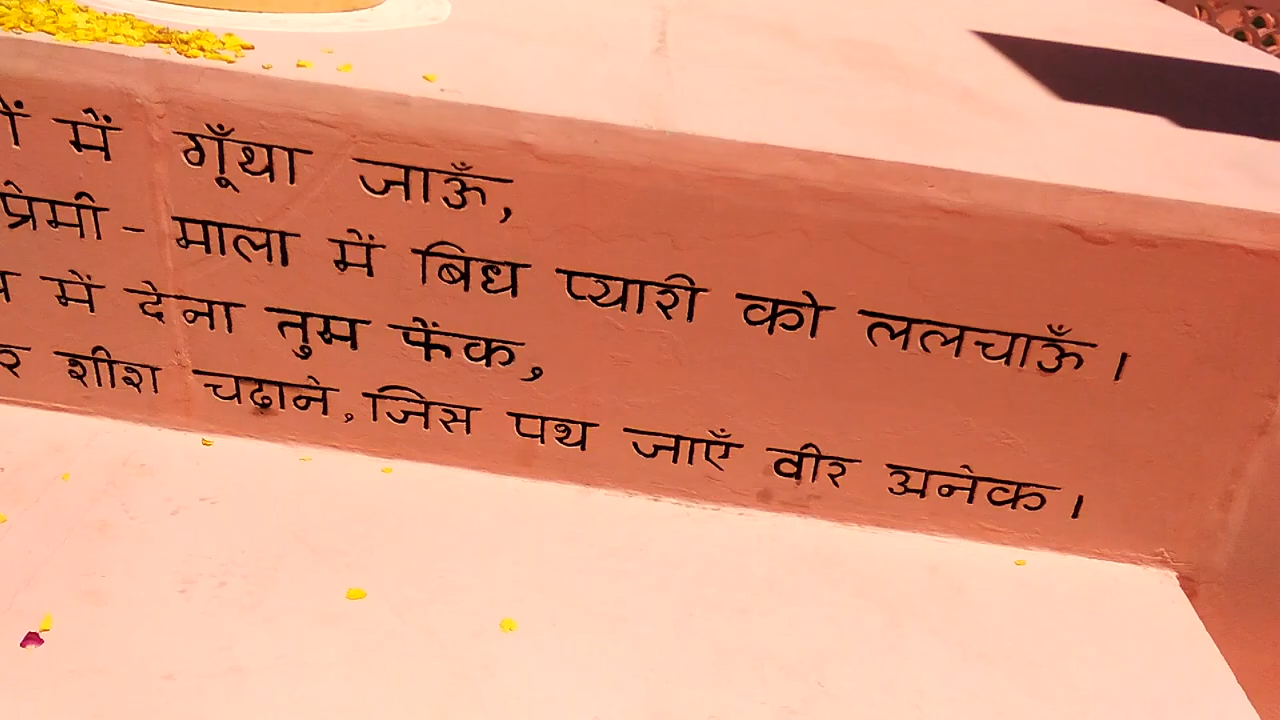 में गूँथा जाऊँ,
प्रेमी - माला में बिध प्यारी को ललचाऊँ।
में देना तुम फेंक,
शीश चढाने, जिस पथ जाएँ वीर अनेक।